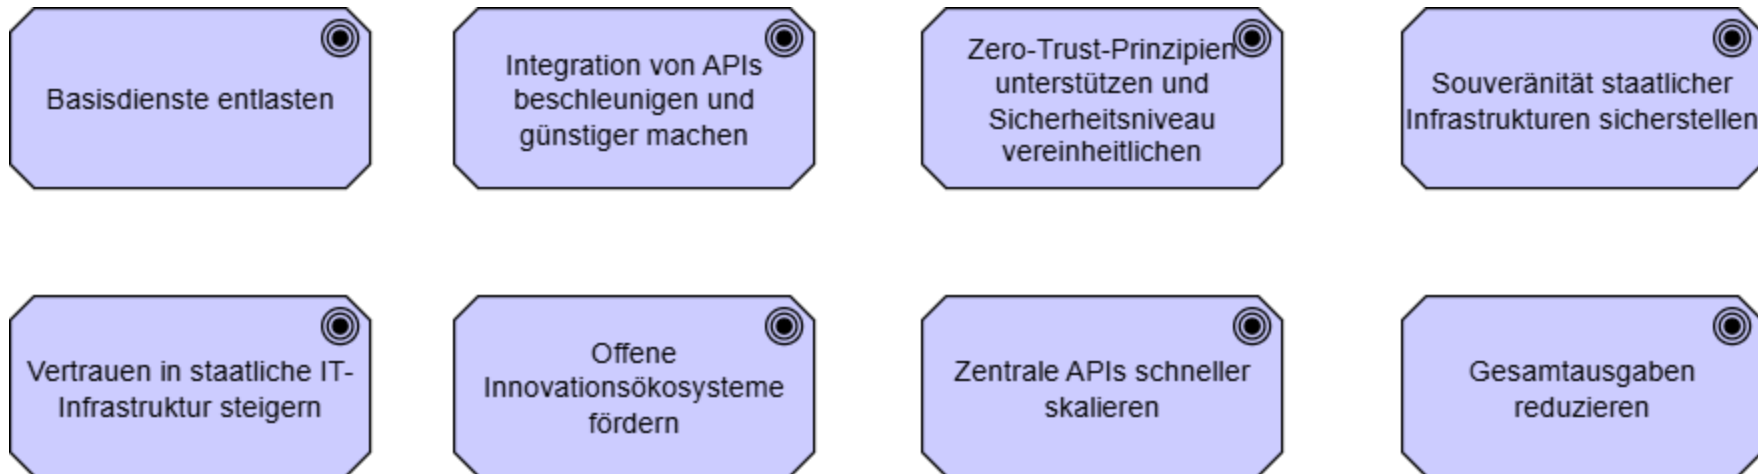 Basisdienste entlasten
Integration von APIs
beschleunigen und
günstiger machen
Zero-Trust-Prinzipien
unterstützen und
Sicherheitsniveau
vereinheitlichen
Souveränität staatlicher
Infrastrukturen sicherstellen
Vertrauen in staatliche IT-
Infrastruktur steigern
Offene
Innovationsökosysteme
fördern
Zentrale APIs schneller
skalieren
Gesamtausgaben
reduzieren